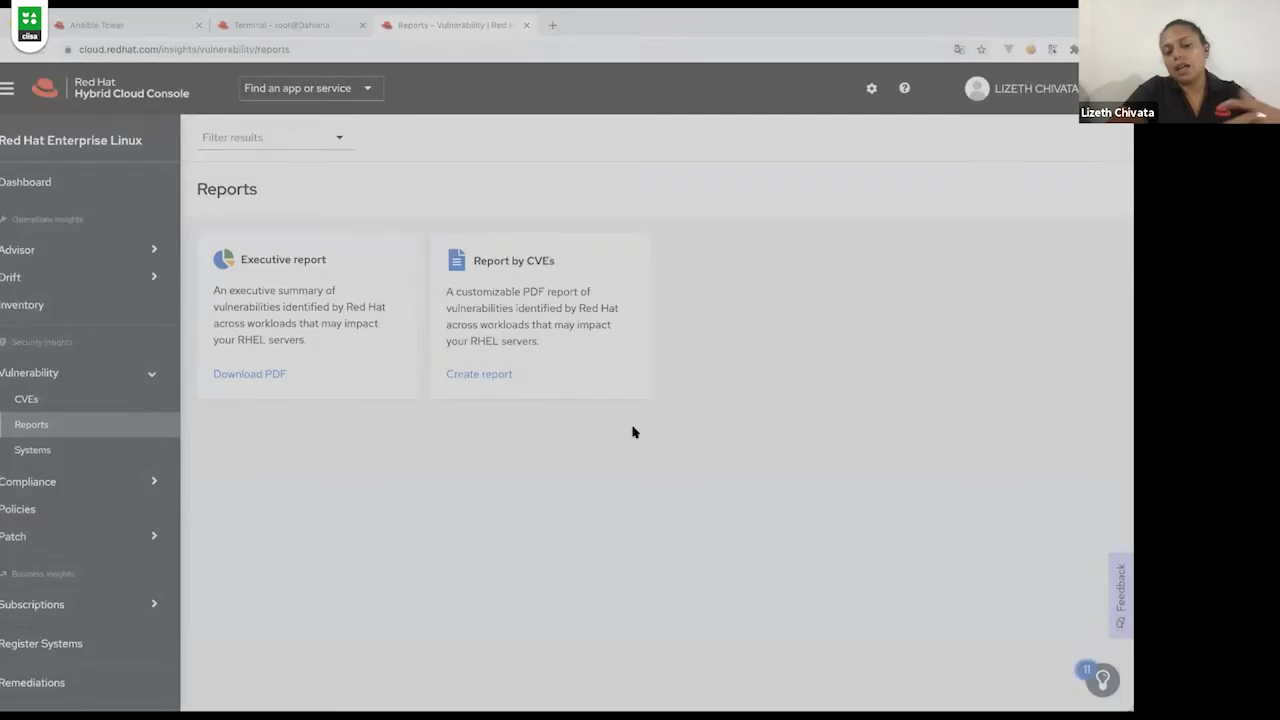 clisa
Ansible Tower
Terminal - root@Dahiana
Reports - Vulnerability | Red H
cloud.redhat.com/insights/vulnerability/reports
Red Hat
Hybrid Cloud Console
Find an app or service
LIZETH CHIVATA
Lizeth Chivata
Red Hat Enterprise Linux
Filter results
Reports
Dashboard
Operations Insights
Advisor
Drift
Inventory
Security Insights
Vulnerability
CVEs
Reports
Systems
Compliance
Policies
Patch
Business Insights
Subscriptions
Register Systems
Remediations
Executive report
An executive summary of
vulnerabilities identified by Red Hat
across workloads that may impact
your RHEL servers.
Download PDF
Report by CVEs
A customizable PDF report of
vulnerabilities identified by Red Hat
across workloads that may impact
your RHEL servers.
Create report
Feedback
11